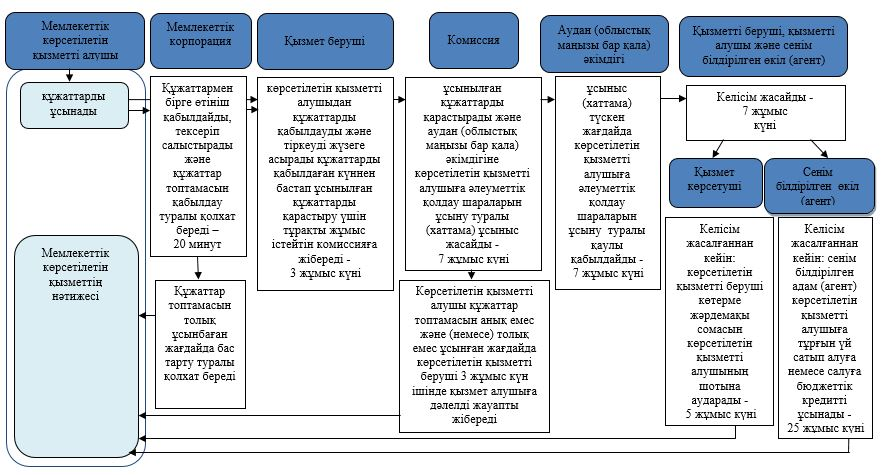 Мемлекеттік
көрсетілетін
қызметті алушы
Мемлекеттік
корпорация
Қызмет беруші
Комиссия
Аудан (облыстық
маңызы бар қала)
әкімдігі
Қызметті беруші, қызметті
алушы және сенім
білдірілген өкіл (агент)
құжаттарды
ұсынады
Құжаттармен
бірге өтініш
қабылдайды,
тексеріп
салыстырады
және
құжаттар
топтамасын
қабылдау
туралы қолхат
береді –
20 минут
көрсетілетін қызметті
алушыдан
құжаттарды
қабылдауды және
тіркеуді жүзеге
асырады құжаттарды
қабылдаған күннен
бастап ұсынылған
құжаттарды
қарастыру үшін
тұрақты жұмыс
істейтін комиссияға
жібереді -
3 жұмыс күні
ұсынылған
құжаттарды
қарастырады және
аудан (облыстық
маңызы бар қала)
әкімдігіне
көрсетілетін қызметті
алушыға әлеуметтік
қолдау шараларын
ұсыну туралы
(хаттама) ұсыныс
жасайды -
7 жұмыс күні
ұсыныс
(хаттама)
түскен
жағдайда
көрсетілетін
қызметті
алушыға
әлеуметтік
қолдау
шараларын
ұсыну туралы
қаулы
қабылдайды -
7 жұмыс күні
Келісім жасайды -
7 жұмыс
күні
Қызмет
көрсетуші
Сенім
білдірілген өкіл
(агент)
Мемлекеттік
көрсетілетін
қызметтің
нәтижесі
Құжаттар
топтамасын
толық
ұсынбаған
жағдайда бас
тарту туралы
қолхат береді
Көрсетілетін қызметті
алушы құжаттар
топтамасын анық емес
және (немесе) толық
емес ұсынған жағдайда
көрсетілетін қызметті
беруші 3 жұмыс күн
ішінде қызмет алушыға
дәлелді жауапты
жібереді
Келісім
жасалғаннан
кейін:
көрсетілетін
қызметті беруші
көтерме
жәрдемақы
сомасын
көрсетілетін
қызметті
алушының
шотына
аударады -
5 жұмыс күні
Келісім
жасалғаннан
кейін: сенім
білдірілген
адам (агент)
көрсетілетін
қызметті
алушыға
тұрғын үй
сатып алуға
немесе салуға
бюджеттік
кредитті
ұсынады -
25 жұмыс күні